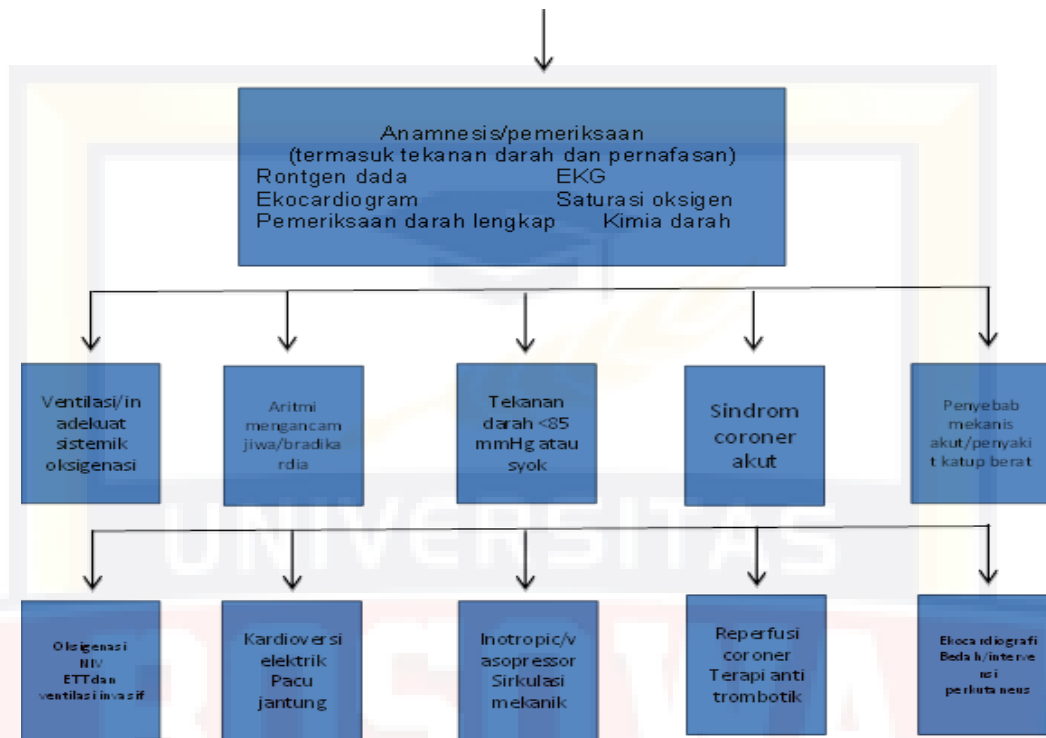 Anamnesis/pemeriksaan
(termasuk tekanan darah dan pernafasan)
Rontgen dada EKG
Ekocardiogram Saturasi oksigen
Pemeriksaan darah lengkap Kimia darah
Ventilasi/in
adekuat
sistemik
oksigenasi
Aritmi
mengancam
jiwa/bradika
rdia
Tekanan
darah <85
mmHg atau
syok
Sindrom
coroner
akut
Penyebab
mekanis
akut/penyaki
t katup berat
UNIVERSITAS
Oksigenasi
NIV
ETT dan
ventilasi invasif
Kardioversi
elektrik
Pacu
jantung
Inotropic/v
asopressor
Sirkulasi
mekanik
Reperfusi
coroner
Terapi anti
trombotik
Ekocardiografi
Bedah/interve
nsi
perkutaneus
BOSOWA